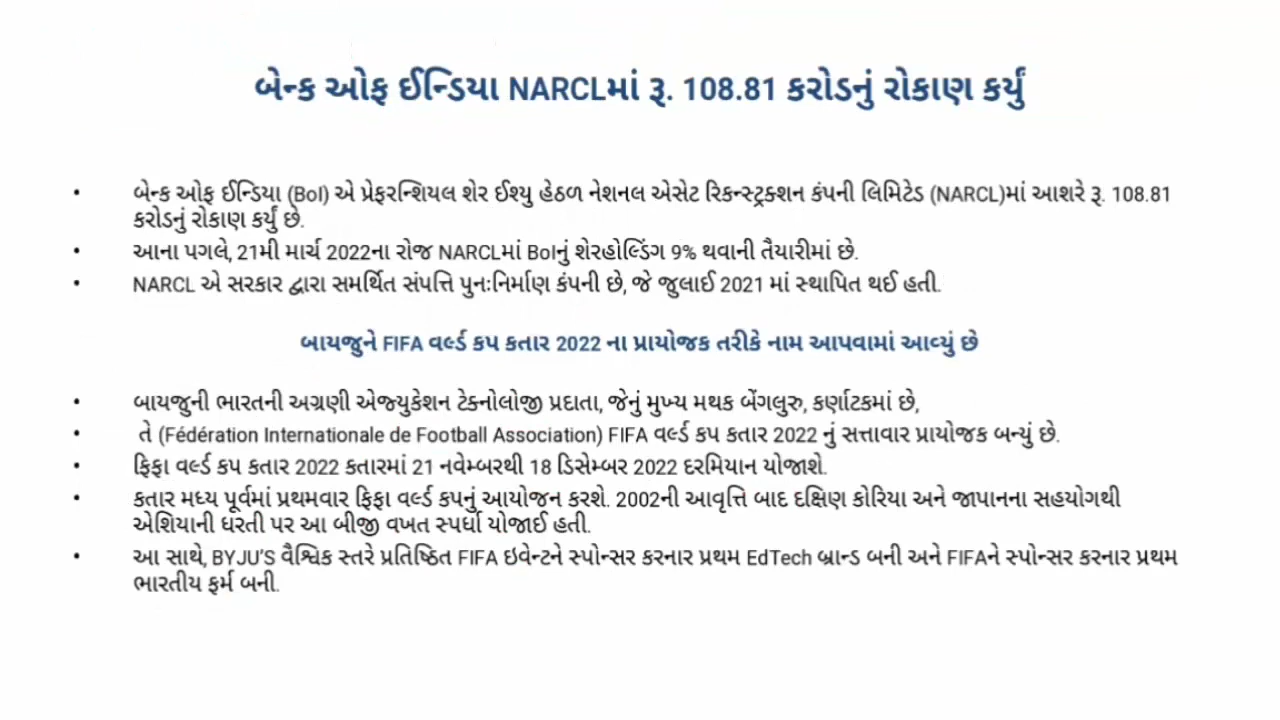 બેન્ક ઓફ ઈન્ડિયા NARCLમાં રૂ. 108.81 કરોડનું રોકાણ કર્યું
• બેન્ક ઓફ ઈન્ડિયા (BoI) એ પ્રેફરન્શિયલ શેર ઈશ્યુ હેઠળ નેશનલ એસેટ રિકન્સ્ટ્રક્શન કંપની લિમિટેડ (NARCL)માં આશરે રૂ. 108.81
કરોડનું રોકાણ કર્યું છે.
• આના પગલે, 21મી માર્ચ 2022ના રોજ NARCLમાં BoIનું શેરહોલ્ડિંગ 9% થવાની તૈયારીમાં છે.
• NARCL એ સરકાર દ્વારા સમર્થિત સંપત્તિ પુનઃનિર્માણ કંપની છે, જે જુલાઈ 2021 માં સ્થાપિત થઈ હતી.
બાયજુને FIFA વર્લ્ડ કપ કતાર 2022 ના પ્રાયોજક તરીકે નામ આપવામાં આવ્યું છે
• બાયજુની ભારતની અગ્રણી એજ્યુકેશન ટેક્નોલોજી પ્રદાતા, જેનું મુખ્ય મથક બેંગલુરુ, કર્ણાટકમાં છે,
• તે (Fédération Internationale de Football Association) FIFA વર્લ્ડ કપ કતાર 2022 નું સત્તાવાર પ્રાયોજક બન્યું છે.
• ફિફા વર્લ્ડ કપ કતાર 2022 કતારમાં 21 નવેમ્બરથી 18 ડિસેમ્બર 2022 દરમિયાન યોજાશે.
• કતાર મધ્ય પૂર્વમાં પ્રથમવાર ફિફા વર્લ્ડ કપનું આયોજન કરશે. 2002ની આવૃત્તિ બાદ દક્ષિણ કોરિયા અને જાપાનના સહયોગથી
એશિયાની ધરતી પર આ બીજી વખત સ્પર્ધા યોજાઈ હતી.
• આ સાથે, BYJU'S વૈશ્વિક સ્તરે પ્રતિષ્ઠિત FIFA ઇવેન્ટને સ્પોન્સર કરનાર પ્રથમ EdTech બ્રાન્ડ બની અને FIFAને સ્પોન્સર કરનાર પ્રથમ
ભારતીય ફર્મ બની.